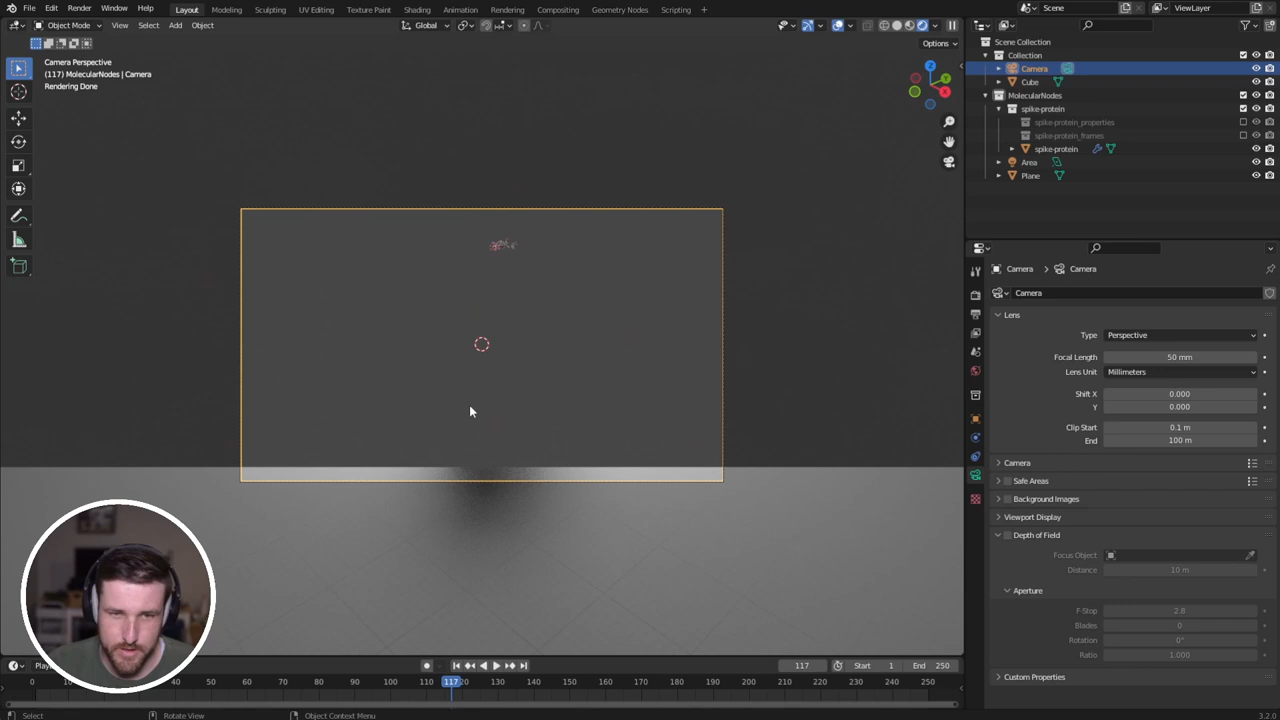 File Edit Render Window Help Layout Modeling Sculpting UV Editing Texture Paint Shading Animation Rendering Compositing Geometry Nodes Scripting + Scene ViewLayer
Object Mode View Select Add Object Global
Options
Camera Perspective
(117) MolecularNodes | Camera
Rendering Done
Z
Y
X
Scene Collection
Collection
Camera
Cube
MolecularNodes
spike-protein
spike-protein_properties
spike-protein_frames
spike-protein
Area
Plane
Camera > Camera
Camera
Lens
Type Perspective
Focal Length 50 mm
Lens Unit Millimeters
Shift X 0.000
Y 0.000
Clip Start 0.1 m
End 100 m
Camera
Safe Areas
Background Images
Viewport Display
Depth of Field
Focus Object
Distance 10 m
Aperture
F-Stop 2.8
Blades 0
Rotation 0°
Ratio 1.000
Custom Properties
117 Start 1 End 250
0 40 50 60 70 80 90 100 110 117 130 140 150 160 170 180 190 200 210 220 230 240 250
Select Rotate View Object Context Menu 3.2.0